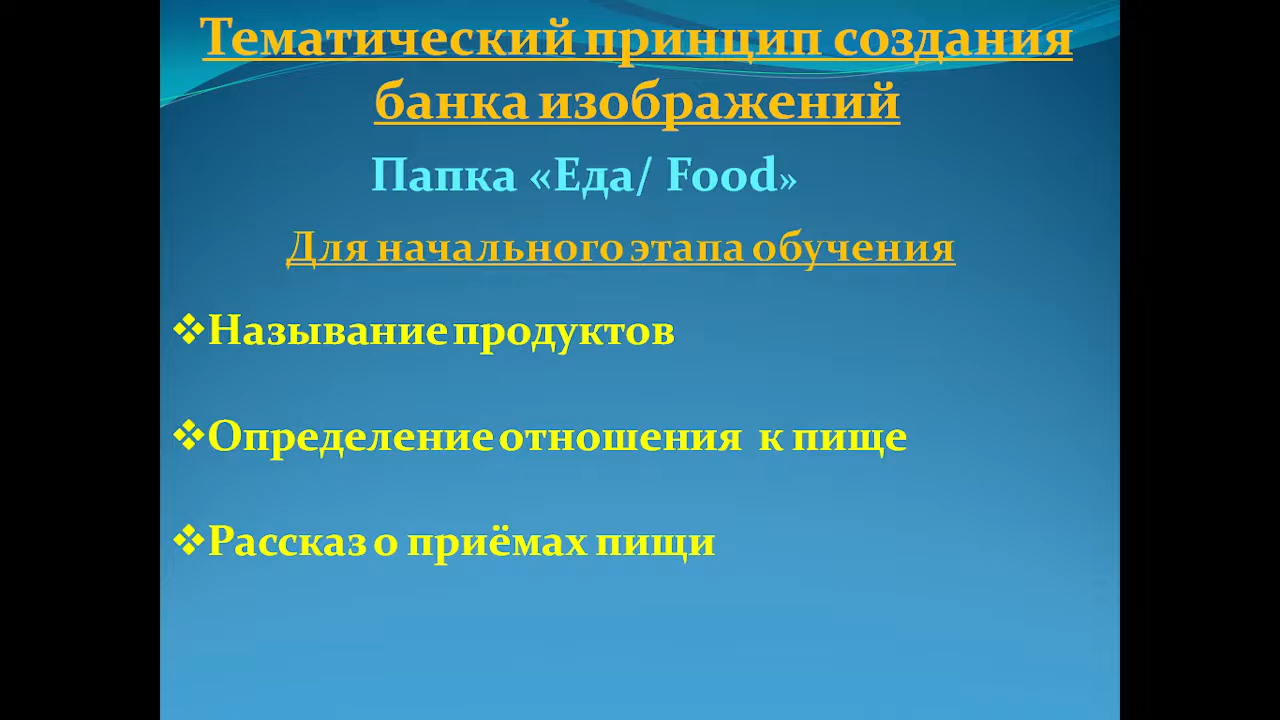 Тематический принцип создания
банка изображений
Папка «Еда/ Food»
Для начального этапа обучения
❖Называние продуктов
❖Определение отношения к пище
❖Рассказ о приёмах пищи